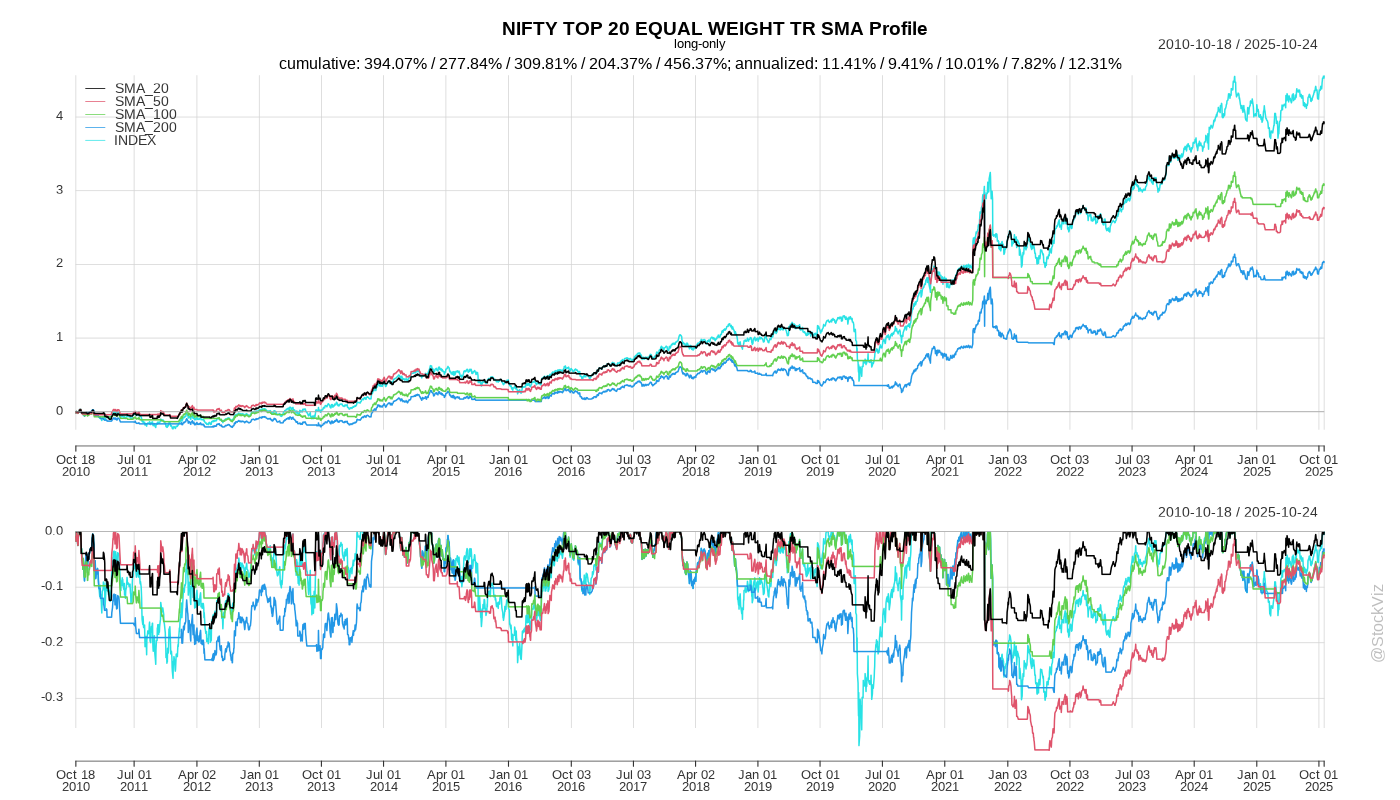 NIFTY TOP 20 EQUAL WEIGHT TR SMA Profile
long-only
2010-10-18 / 2025-10-24
cumulative: 394.07% / 277.84% / 309.81% / 204.37% / 456.37%; annualized: 11.41% / 9.41% / 10.01% / 7.82% / 12.31%
SMA_20
SMA_50
SMA_100
SMA_200
INDEX
4
3
2
1
0
Oct 18 Jul 01 Apr 02 Jan 01 Oct 01 Jul 01 Apr 01 Jan 01 Oct 03 Jul 03 Apr 02 Jan 01 Oct 01 Jul 01 Apr 01 Jan 03 Oct 03 Jul 03 Apr 01 Jan 01 Oct 01
2010 2011 2012 2013 2013 2014 2015 2016 2016 2017 2018 2019 2019 2020 2021 2022 2022 2023 2024 2025 2025
2010-10-18 / 2025-10-24
0.0
-0.1
-0.2
-0.3
Oct 18 Jul 01 Apr 02 Jan 01 Oct 01 Jul 01 Apr 01 Jan 01 Oct 03 Jul 03 Apr 02 Jan 01 Oct 01 Jul 01 Apr 01 Jan 03 Oct 03 Jul 03 Apr 01 Jan 01 Oct 01
2010 2011 2012 2013 2013 2014 2015 2016 2016 2017 2018 2019 2019 2020 2021 2022 2022 2023 2024 2025 2025
@StockViz